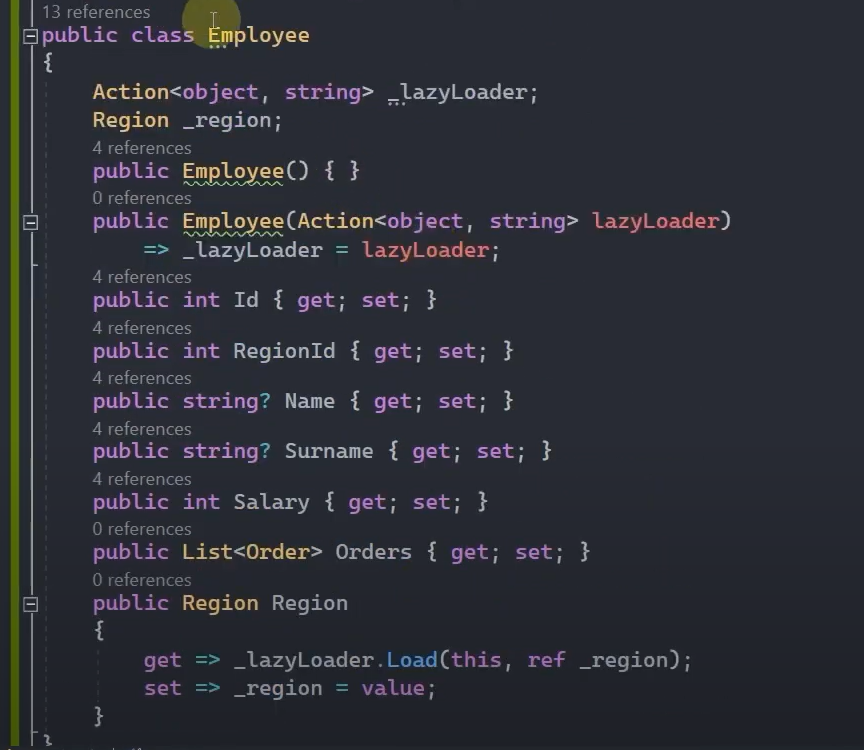 13 references
public class Employee
{
Action<object, string> _lazyLoader;
Region _region;
4 references
public Employee() { }
0 references
public Employee(Action<object, string> lazyLoader)
=> _lazyLoader = lazyLoader;
4 references
public int Id { get; set; }
4 references
public int RegionId { get; set; }
4 references
public string? Name { get; set; }
4 references
public string? Surname { get; set; }
4 references
public int Salary { get; set; }
0 references
public List<Order> Orders { get; set; }
0 references
public Region Region
{
get => _lazyLoader.Load(this, ref _region);
set => _region = value;
}
}